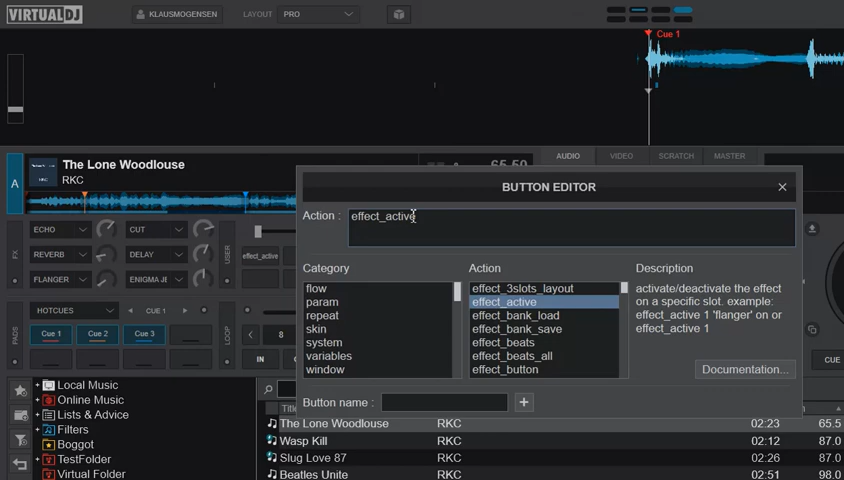 VIRTUALDJ
KLAUSMOGENSEN
LAYOUT
PRO
Cue 1
A
The Lone Woodlouse
RKC
65.50
AUDIO
VIDEO
SCRATCH
MASTER
BUTTON EDITOR
Action :
effect_active
Category
Action
Description
flow
param
repeat
skin
system
variables
window
effect_3slots_layout
effect_active
effect_bank_load
effect_bank_save
effect_beats
effect_beats_all
effect_button
activate/deactivate the effect
on a specific slot. example:
effect_active 1 'flanger' on or
effect_active 1
Documentation...
Button name :
+
FX
ECHO
CUT
REVERB
DELAY
FLANGER
ENIGMA JE
USER
effect_active
PADS
HOTCUES
CUE 1
Cue 1
Cue 2
Cue 3
LOOP
8
IN
CUE
Local Music
Online Music
Lists & Advice
Filters
Boggot
TestFolder
Virtual Folder
The Lone Woodlouse
RKC
02:23
65.5
Wasp Kill
RKC
02:12
87.0
Slug Love 87
RKC
02:26
87.0
Beatles Unite
RKC
02:51
98.0